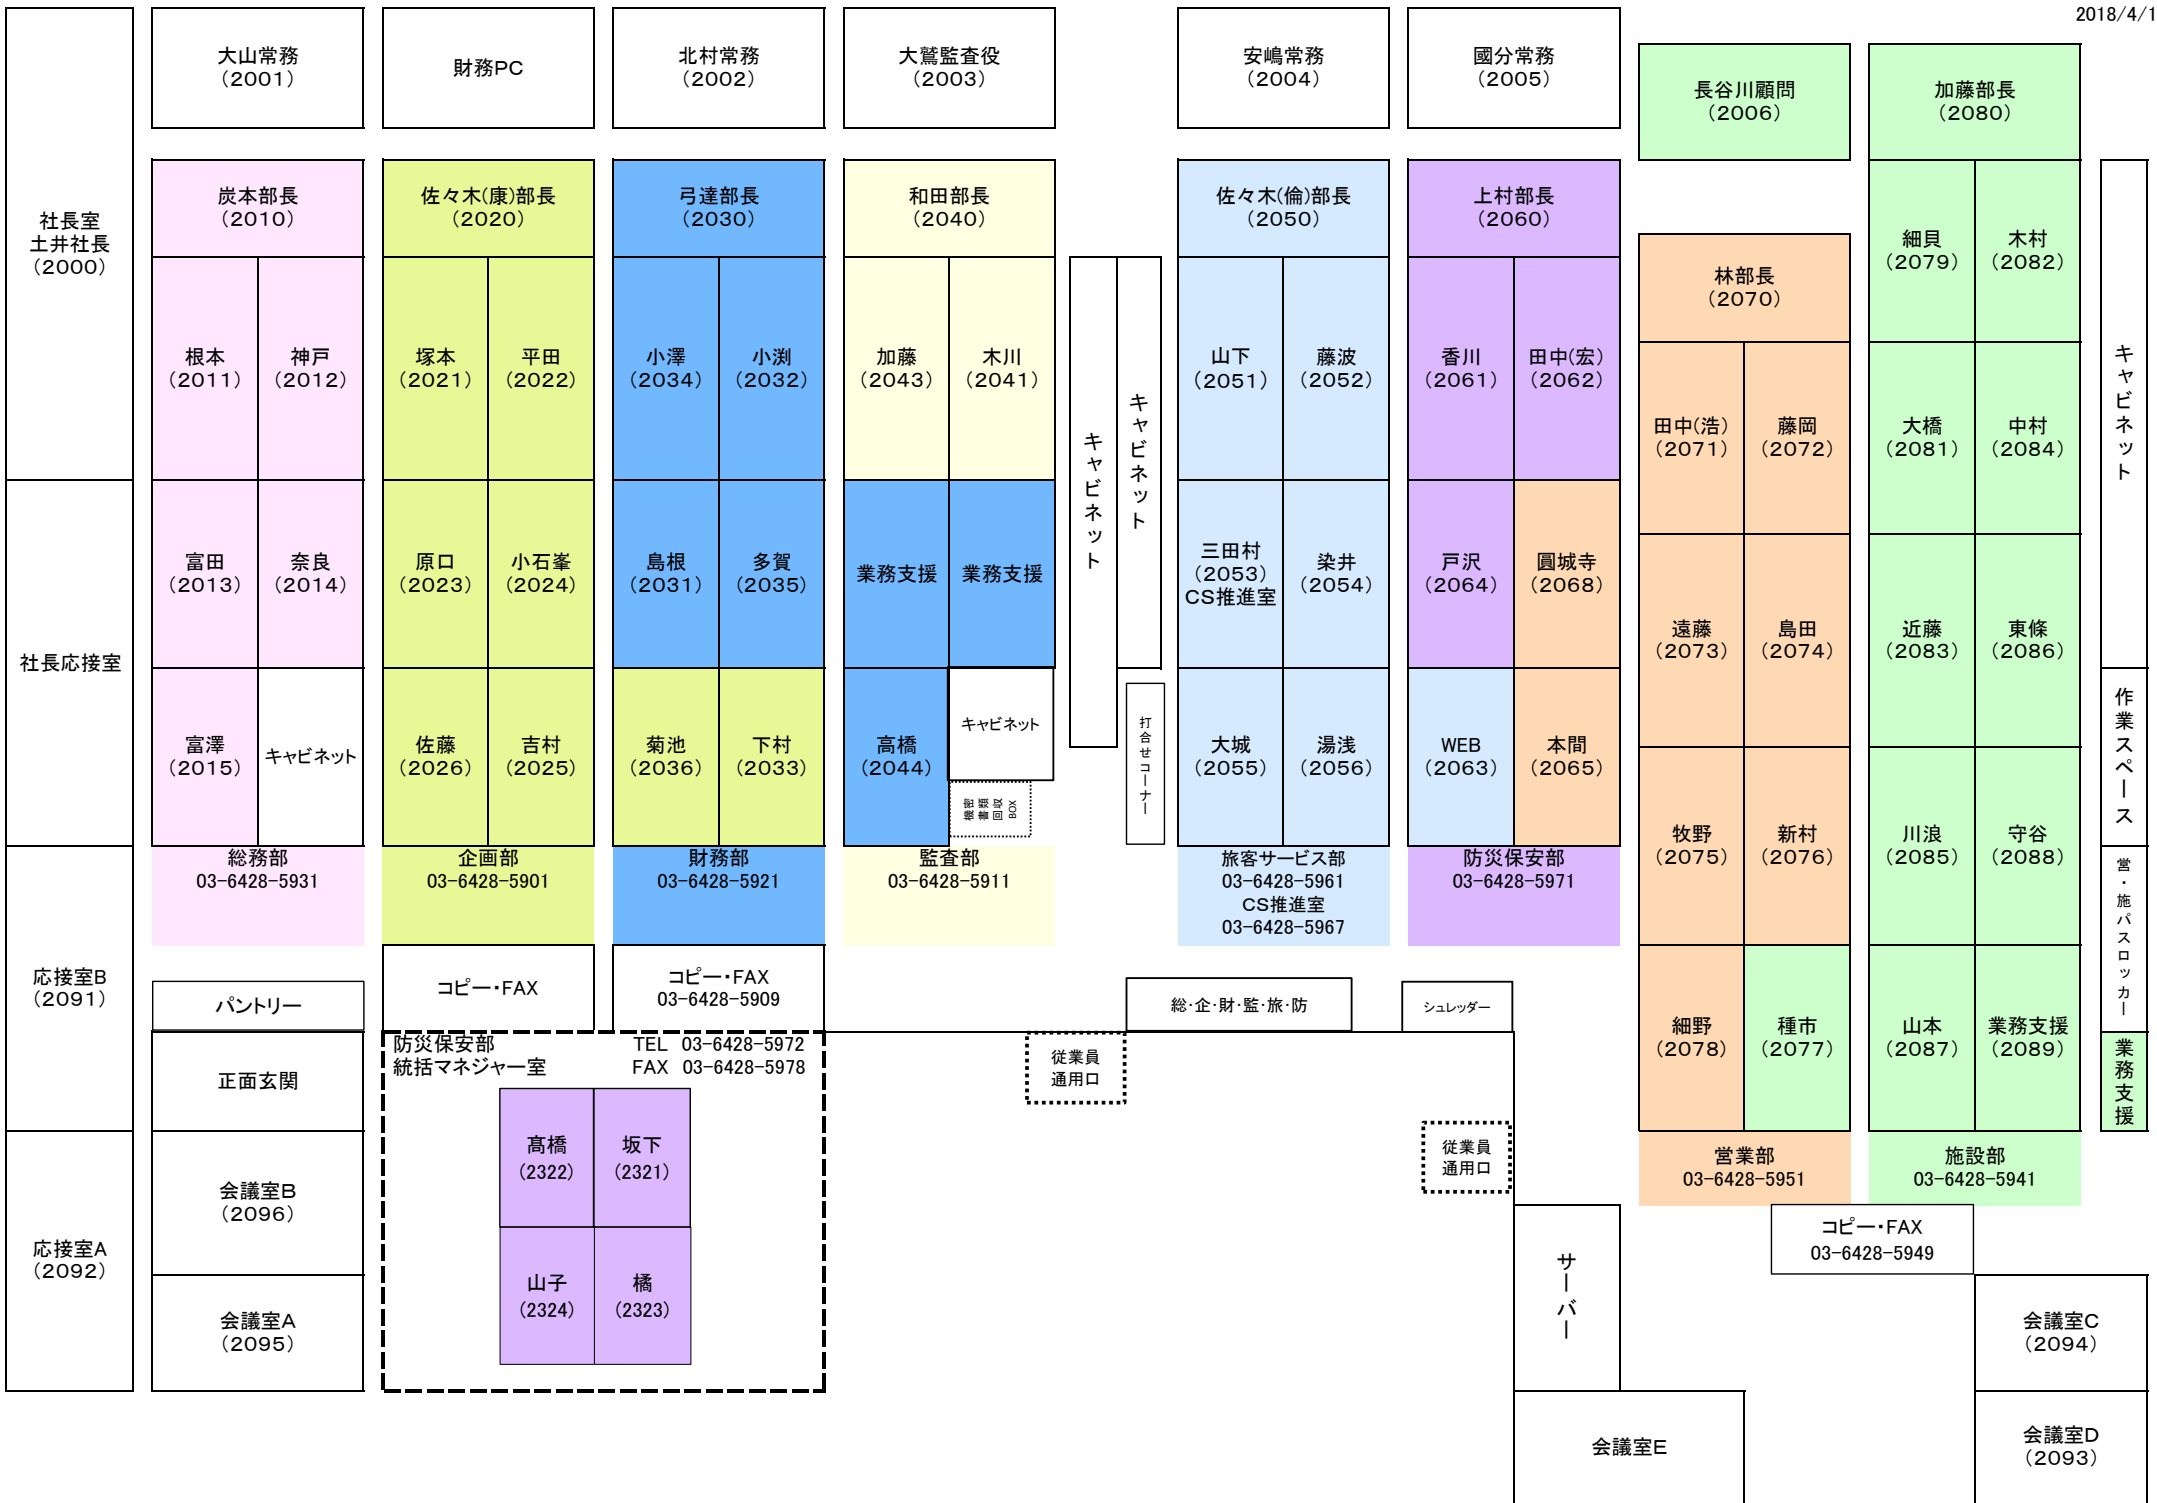 2018/4/1
社長室
土井社長
（2000）
社長応接室
応接室B
（2091）
応接室A
（2092）
大山常務
（2001）
財務PC
北村常務
（2002）
大鷲監査役
（2003）
安嶋常務
（2004）
國分常務
（2005）
長谷川顧問
（2006）
加藤部長
（2080）
炭本部長
（2010）
根本
（2011）
神戸
（2012）
富田
（2013）
奈良
（2014）
富澤
（2015）
キャビネット
総務部
03-6428-5931
佐々木(康)部長
（2020）
塚本
（2021）
平田
（2022）
原口
（2023）
小石峯
（2024）
佐藤
（2026）
吉村
（2025）
企画部
03-6428-5901
弓達部長
（2030）
小澤
（2034）
小渕
（2032）
島根
（2031）
多賀
（2035）
菊池
（2036）
下村
（2033）
財務部
03-6428-5921
和田部長
（2040）
加藤
（2043）
木川
（2041）
業務支援
業務支援
高橋
（2044）
キャビネット
機密
書類
回収
BOX
監査部
03-6428-5911
キャビネット
キャビネット
打合せコーナー
佐々木(倫)部長
（2050）
山下
（2051）
藤波
（2052）
三田村
（2053）
CS推進室
染井
（2054）
大城
（2055）
湯浅
（2056）
旅客サービス部
03-6428-5961
CS推進室
03-6428-5967
上村部長
（2060）
香川
（2061）
田中(宏)
（2062）
戸沢
（2064）
圓城寺
（2068）
WEB
（2063）
本間
（2065）
防災保安部
03-6428-5971
林部長
（2070）
田中(浩)
（2071）
藤岡
（2072）
遠藤
（2073）
島田
（2074）
牧野
（2075）
新村
（2076）
細野
（2078）
種市
（2077）
営業部
03-6428-5951
細貝
（2079）
木村
（2082）
大橋
（2081）
中村
（2084）
近藤
（2083）
東條
（2086）
川浪
（2085）
守谷
（2088）
山本
（2087）
業務支援
（2089）
施設部
03-6428-5941
キャビネット
作業スペース
営・施パスロッカー
業務支援
パントリー
コピー・FAX
コピー・FAX
03-6428-5909
総・企・財・監・旅・防
シュレッダー
正面玄関
会議室B
（2096）
会議室A
（2095）
防災保安部 TEL 03-6428-5972
統括マネジャー室 FAX 03-6428-5978
髙橋
（2322）
坂下
（2321）
山子
（2324）
橘
（2323）
従業員
通用口
従業員
通用口
サーバー
コピー・FAX
03-6428-5949
会議室C
（2094）
会議室E
会議室D
（2093）